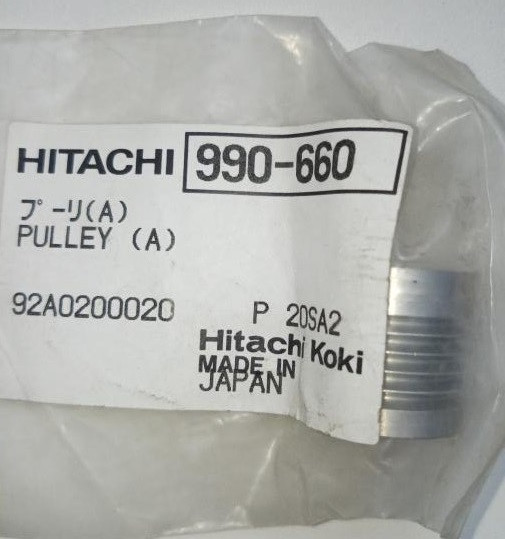 HITACHI 990-660
プーリ(A)
PULLEY (A)
92A0200020 P 20SA2
Hitachi Koki
MADE IN
JAPAN